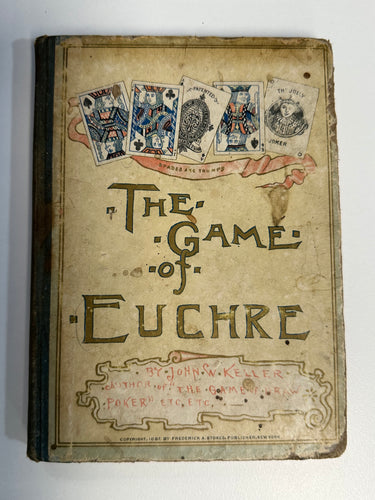 PATENTED
TH' JOLLY
JOKER
SPADES ARE TRUMPS
THE
GAME
of
EUCHRE
BY JOHN W. KELLER
AUTHOR OF "THE GAME OF DRAW
POKER" ETC. ETC.
COPYRIGHT, 1887, BY FREDERICK A STOKES, PUBLISHER, NEW YORK